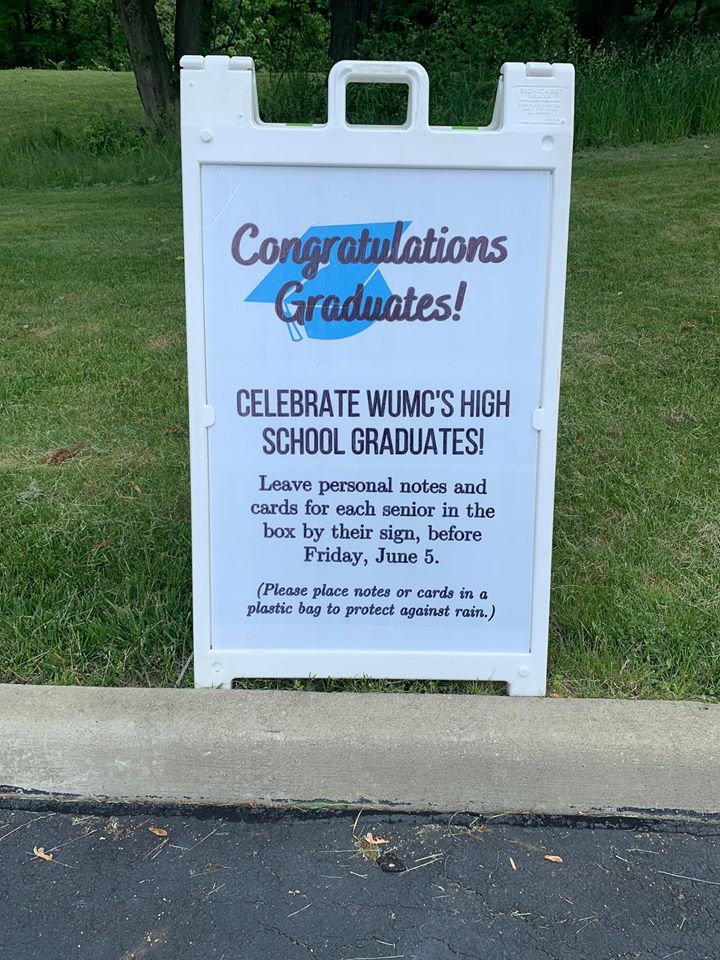 Congratulations
Graduates!
CELEBRATE WUMC'S HIGH
SCHOOL GRADUATES!
Leave personal notes and
cards for each senior in the
box by their sign, before
Friday, June 5.
(Please place notes or cards in a
plastic bag to protect against rain.)